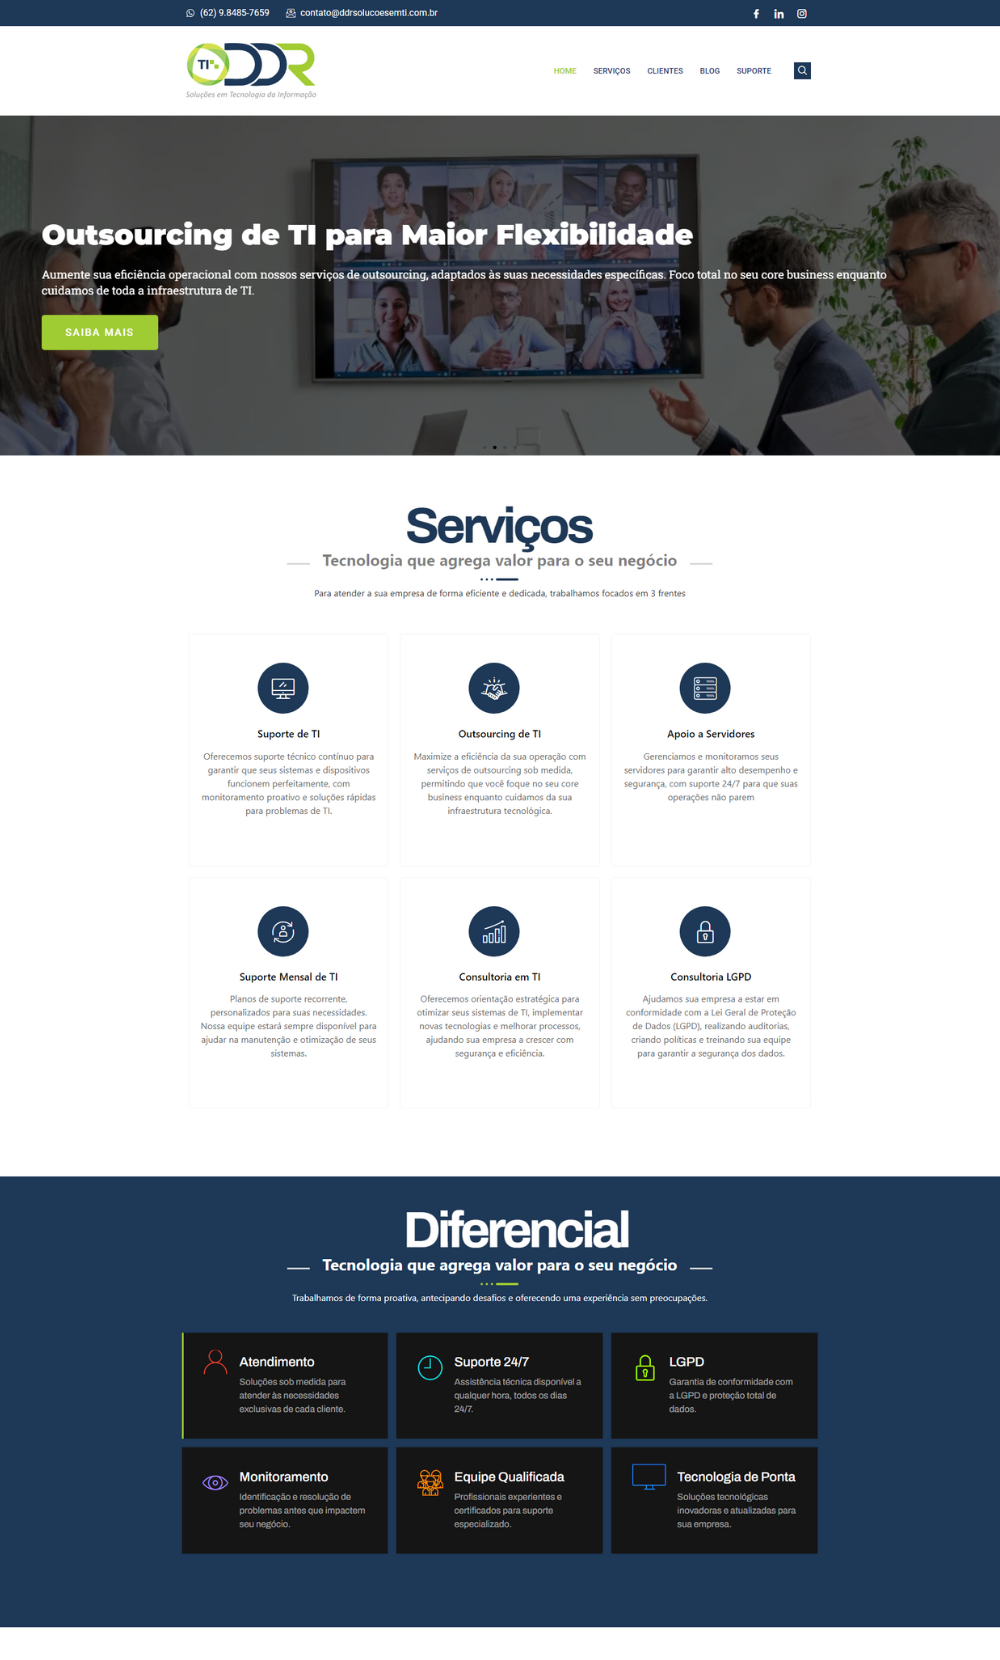 (62) 9.8485-7659
contato@ddrsolucoesemti.com.br
TI DDR
Soluções em Tecnologia da Informação
HOME
SERVIÇOS
CLIENTES
BLOG
SUPORTE
Outsourcing de TI para Maior Flexibilidade
Aumente sua eficiência operacional com nossos serviços de outsourcing, adaptados às suas necessidades específicas. Foco total no seu core business enquanto
cuidamos de toda a infraestrutura de TI.
SAIBA MAIS
Serviços
Tecnologia que agrega valor para o seu negócio
Para atender a sua empresa de forma eficiente e dedicada, trabalhamos focados em 3 frentes
Suporte de TI
Oferecemos suporte técnico contínuo para
garantir que seus sistemas e dispositivos
funcionem perfeitamente, com
monitoramento proativo e soluções rápidas
para problemas de TI.
Outsourcing de TI
Maximize a eficiência da sua operação com
serviços de outsourcing sob medida,
permitindo que você foque no seu core
business enquanto cuidamos da sua
infraestrutura tecnológica.
Apoio a Servidores
Gerenciamos e monitoramos seus
servidores para garantir alto desempenho e
segurança, com suporte 24/7 para que suas
operações não parem
Suporte Mensal de TI
Planos de suporte recorrente,
personalizados para suas necessidades.
Nossa equipe estará sempre disponível para
ajudar na manutenção e otimização de seus
sistemas.
Consultoria em TI
Oferecemos orientação estratégica para
otimizar seus sistemas de TI, implementar
novas tecnologias e melhorar processos,
ajudando sua empresa a crescer com
segurança e eficiência.
Consultoria LGPD
Ajudamos sua empresa a estar em
conformidade com a Lei Geral de Proteção
de Dados (LGPD), realizando auditorias,
criando políticas e treinando sua equipe
para garantir a segurança dos dados.
Diferencial
Tecnologia que agrega valor para o seu negócio
Trabalhamos de forma proativa, antecipando desafios e oferecendo uma experiência sem preocupações.
Atendimento
Soluções sob medida para
atender às necessidades
exclusivas de cada cliente.
Suporte 24/7
Assistência técnica disponível a
qualquer hora, todos os dias
24/7.
LGPD
Garantia de conformidade com
a LGPD e proteção total de
dados.
Monitoramento
Identificação e resolução de
problemas antes que impactem
seu negócio.
Equipe Qualificada
Profissionais experientes e
certificados para suporte
especializado.
Tecnologia de Ponta
Soluções tecnológicas
inovadoras e atualizadas para
sua empresa.